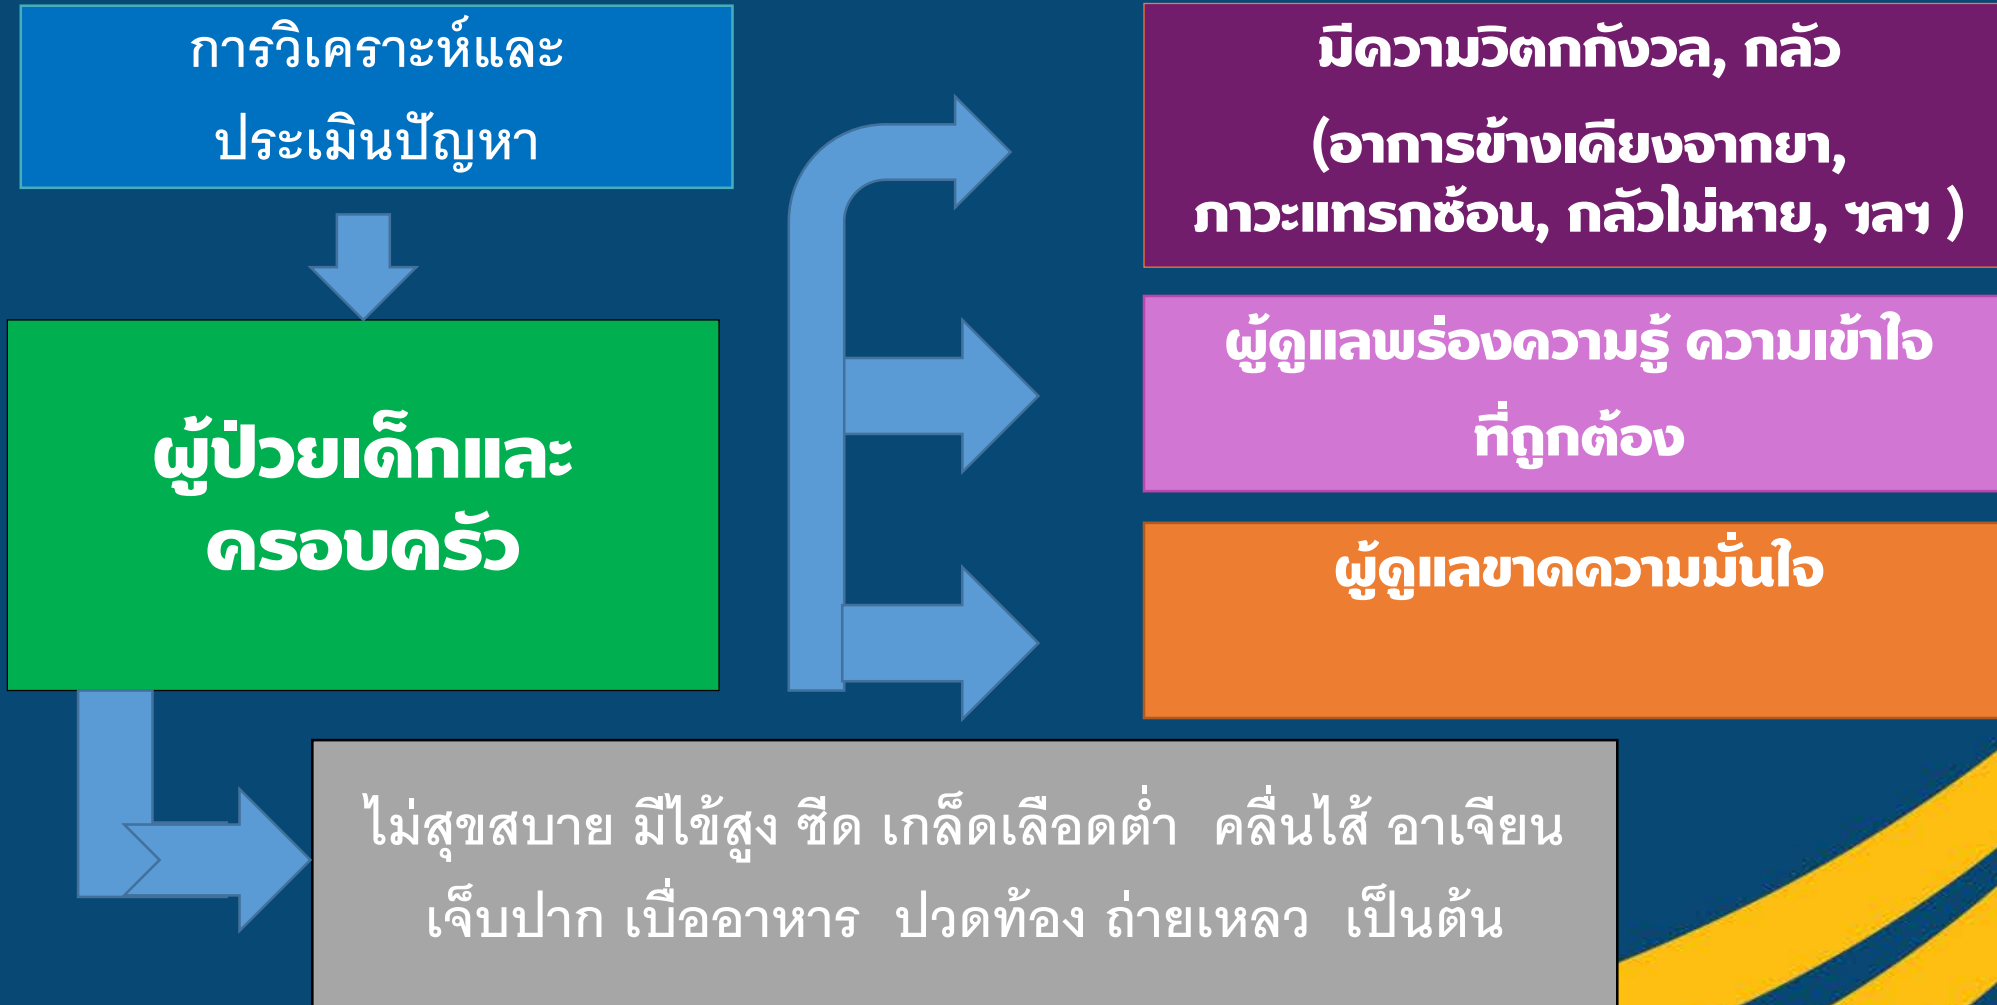 การวิเคราะห์และ
ประเมินปัญหา
ผู้ป่วยเด็กและ
ครอบครัว
มีความวิตกกังวล, กลัว
(อาการข้างเคียงจากยา,
ภาวะแทรกซ้อน, กลัวไม่หาย, ฯลฯ )
ผู้ดูแลพร่องความรู้ ความเข้าใจ
ที่ถูกต้อง
ผู้ดูแลขาดความมั่นใจ
ไม่สุขสบาย มีไข้สูง ซีด เกล็ดเลือดต่ำ คลื่นไส้ อาเจียน
เจ็บปาก เบื่ออาหาร ปวดท้อง ถ่ายเหลว เป็นต้น